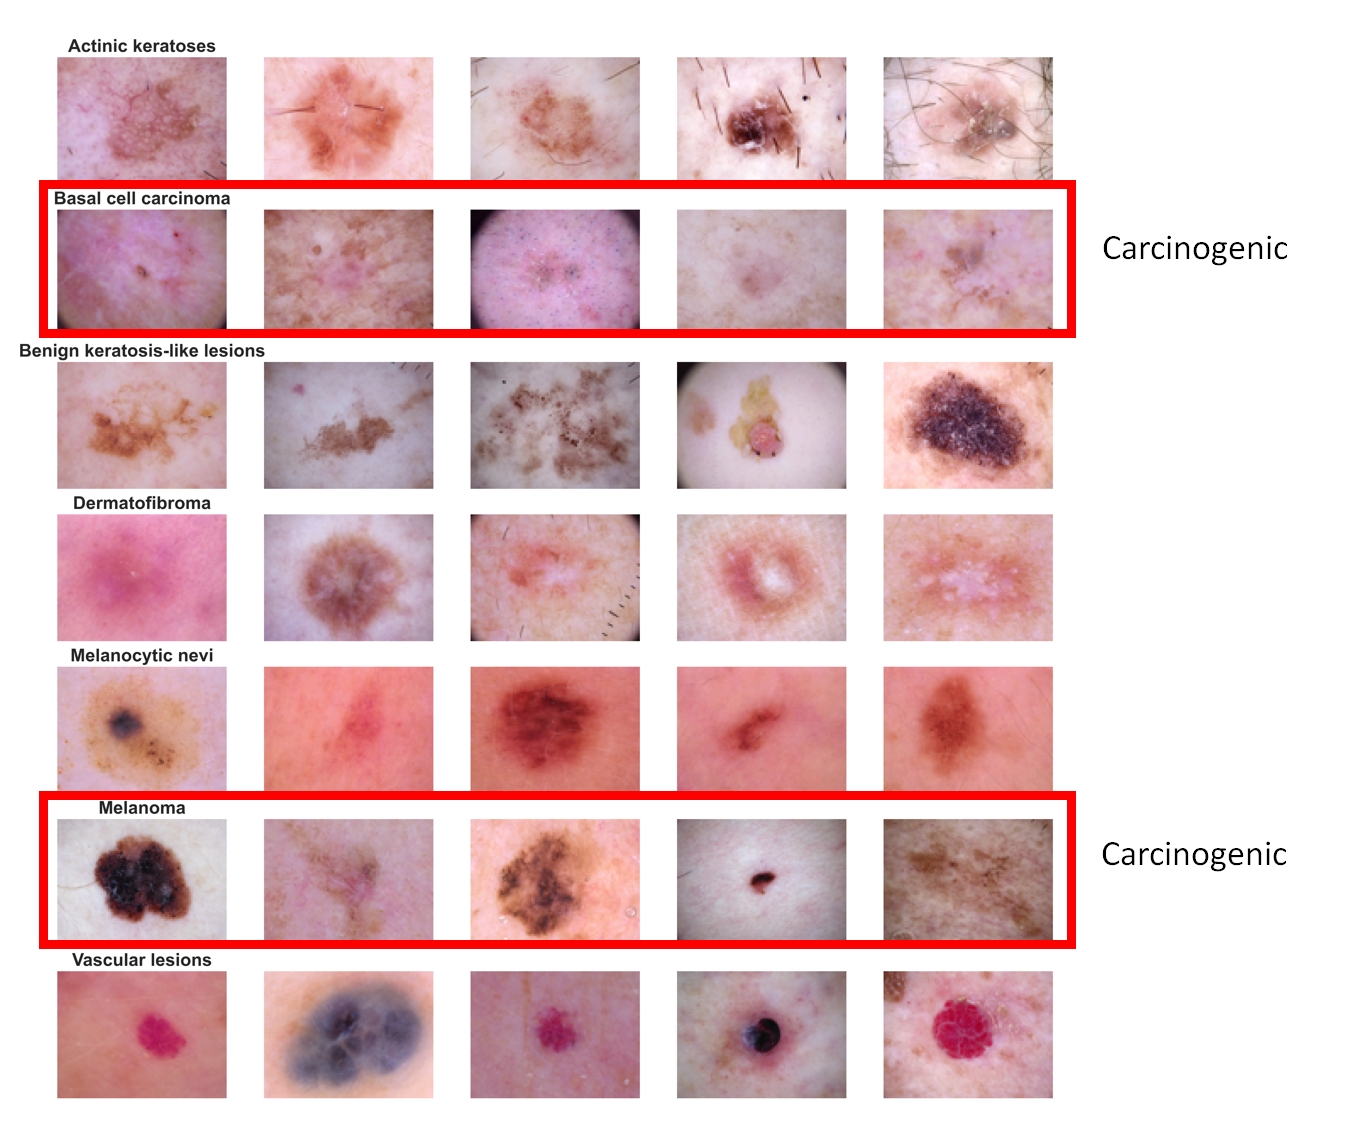 Actinic keratoses
Basal cell carcinoma
Carcinogenic
Benign keratosis-like lesions
Dermatofibroma
Melanocytic nevi
Melanoma
Carcinogenic
Vascular lesions